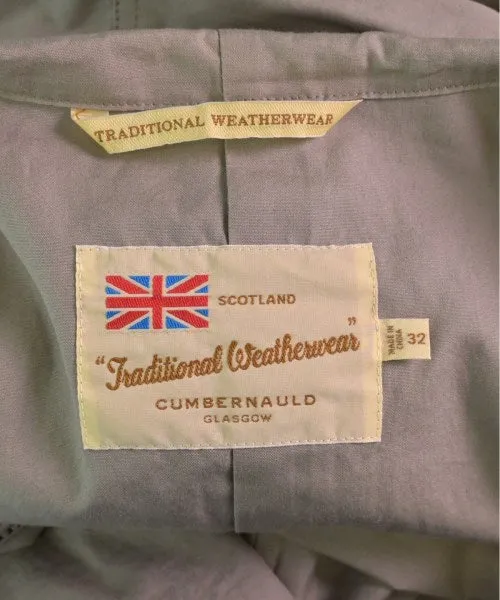 TRADITIONAL WEATHERWEAR
SCOTLAND
"Traditional Weatherwear"
CUMBERNAULD
GLASGOW
MADE IN
CHINA
32